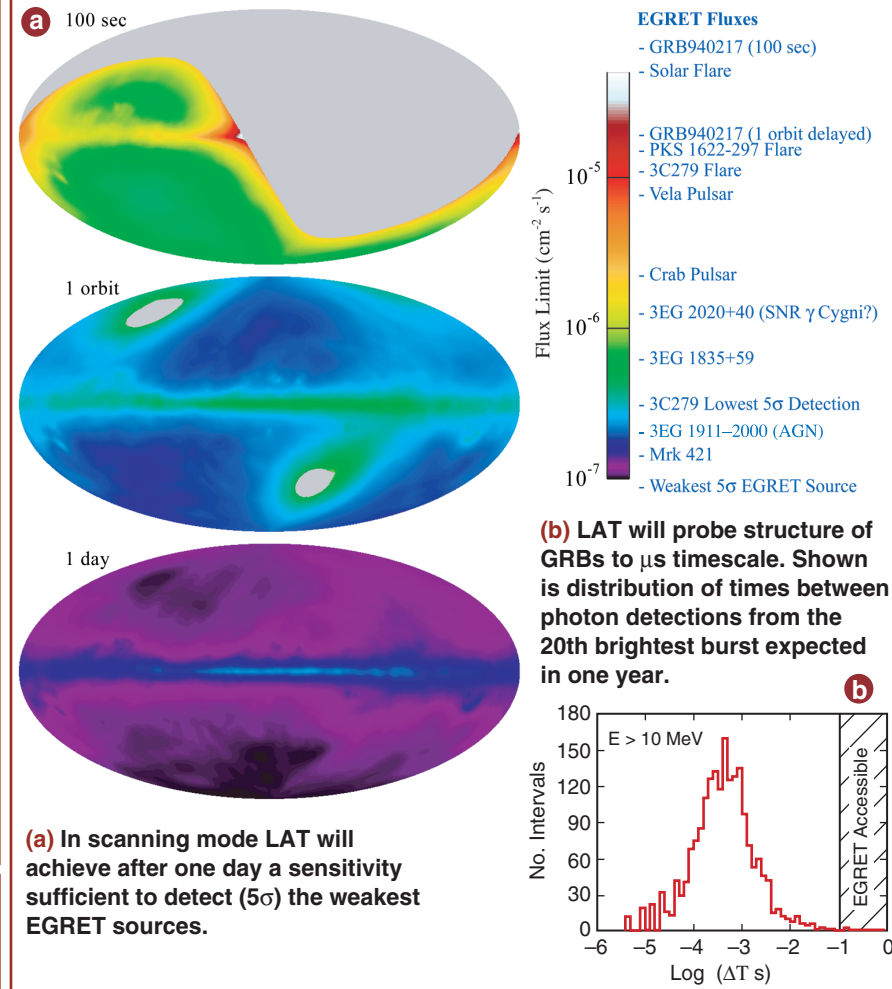 a
100 sec
1 orbit
1 day
(a) In scanning mode LAT will
achieve after one day a sensitivity
sufficient to detect (5σ) the weakest
EGRET sources.
EGRET Fluxes
- GRB940217 (100 sec)
- Solar Flare
- GRB940217 (1 orbit delayed)
- PKS 1622-297 Flare
- 3C279 Flare
- Vela Pulsar
- Crab Pulsar
- 3EG 2020+40 (SNR γ Cygni?)
- 3EG 1835+59
- 3C279 Lowest 5σ Detection
- 3EG 1911–2000 (AGN)
- Mrk 421
- Weakest 5σ EGRET Source
10⁻⁵
10⁻⁶
10⁻⁷
Flux Limit (cm⁻² s⁻¹)
(b) LAT will probe structure of
GRBs to μs timescale. Shown
is distribution of times between
photon detections from the
20th brightest burst expected
in one year.
b
180
150
120
90
60
30
0
No. Intervals
E > 10 MeV
EGRET Accessible
–6 –5 –4 –3 –2 –1 0
Log (ΔT s)